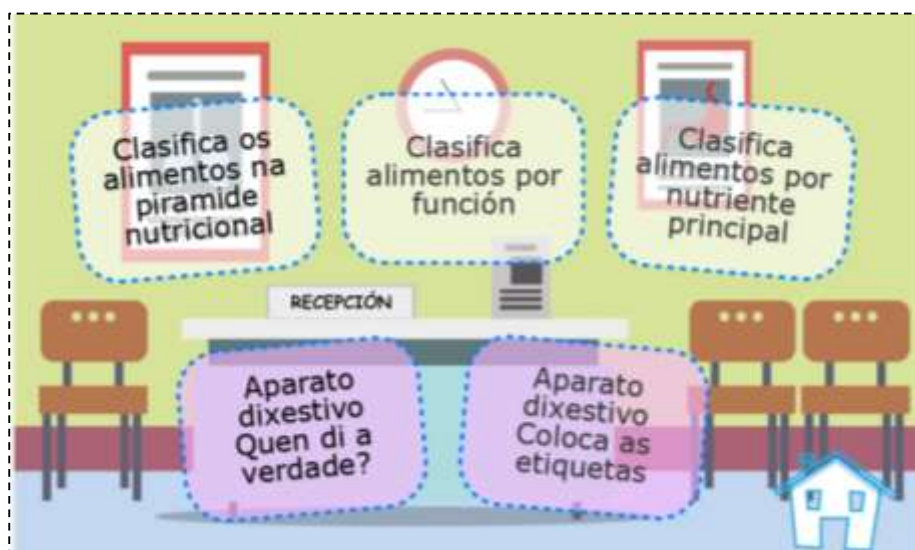 Clasifica os
alimentos na
piramide
nutricional
Clasifica
alimentos por
función
Clasifica
alimentos por
nutriente
principal
RECEPCIÓN
Aparato
dixestivo
Quen di a
verdade?
Aparato
dixestivo
Coloca as
etiquetas